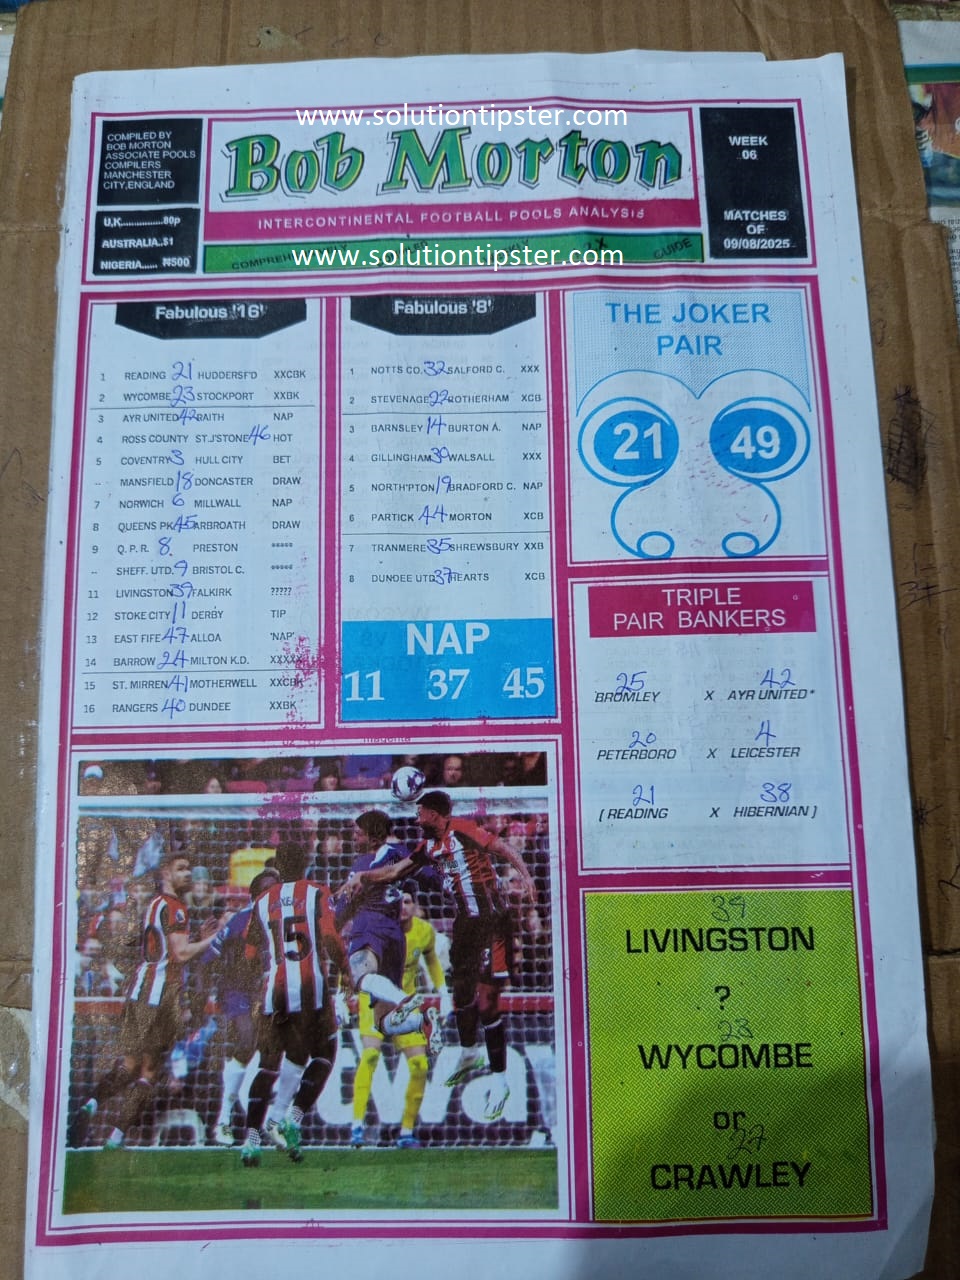 www.solutiontipster.com
COMPILED BY
BOB MORTON
ASSOCIATE POOLS
COMPILERS
MANCHESTER
CITY,ENGLAND
U.K...............80p
AUSTRALIA..$1
NIGERIA...... ₦500
Bob Morton
INTERCONTINENTAL FOOTBALL POOLS ANALYSIS
GUIDE
www.solutiontipster.com
WEEK
06
MATCHES
OF
09/08/2025
Fabulous '16'
1 READING 21 HUDDERSF'D XXCBK
2 WYCOMBE 23 STOCKPORT XXBK
3 AYR UNITED 42 RAITH NAP
4 ROSS COUNTY ST.J'STONE 46 HOT
5 COVENTRY 3 HULL CITY BET
.. MANSFIELD 18 DONCASTER DRAW
7 NORWICH 6 MILLWALL NAP
8 QUEENS PK 45 ARBROATH DRAW
9 Q.P.R. 8 PRESTON *****
.. SHEFF. UTD. 9 BRISTOL C. *****
11 LIVINGSTON 39 FALKIRK ?????
12 STOKE CITY 11 DERBY TIP
13 EAST FIFE 47 ALLOA 'NAP'
14 BARROW 24 MILTON K.D. XXXXX
15 ST. MIRREN 41 MOTHERWELL XXCBK
16 RANGERS 40 DUNDEE XXBK
Fabulous '8'
1 NOTTS CO. 32 SALFORD C. XXX
2 STEVENAGE 22 ROTHERHAM XCB
3 BARNSLEY 14 BURTON A. NAP
4 GILLINGHAM 30 WALSALL XXX
5 NORTH'PTON 19 BRADFORD C. NAP
6 PARTICK 44 MORTON XCB
7 TRANMERE 35 SHREWSBURY XXB
8 DUNDEE UTD 37 HEARTS XCB
NAP
11 37 45
THE JOKER
PAIR
21 49
TRIPLE
PAIR BANKERS
25 42
BROMLEY X AYR UNITED*
20 4
PETERBORO X LEICESTER
21 38
[ READING X HIBERNIAN ]
39
LIVINGSTON
?
23
WYCOMBE
or
27
CRAWLEY
15